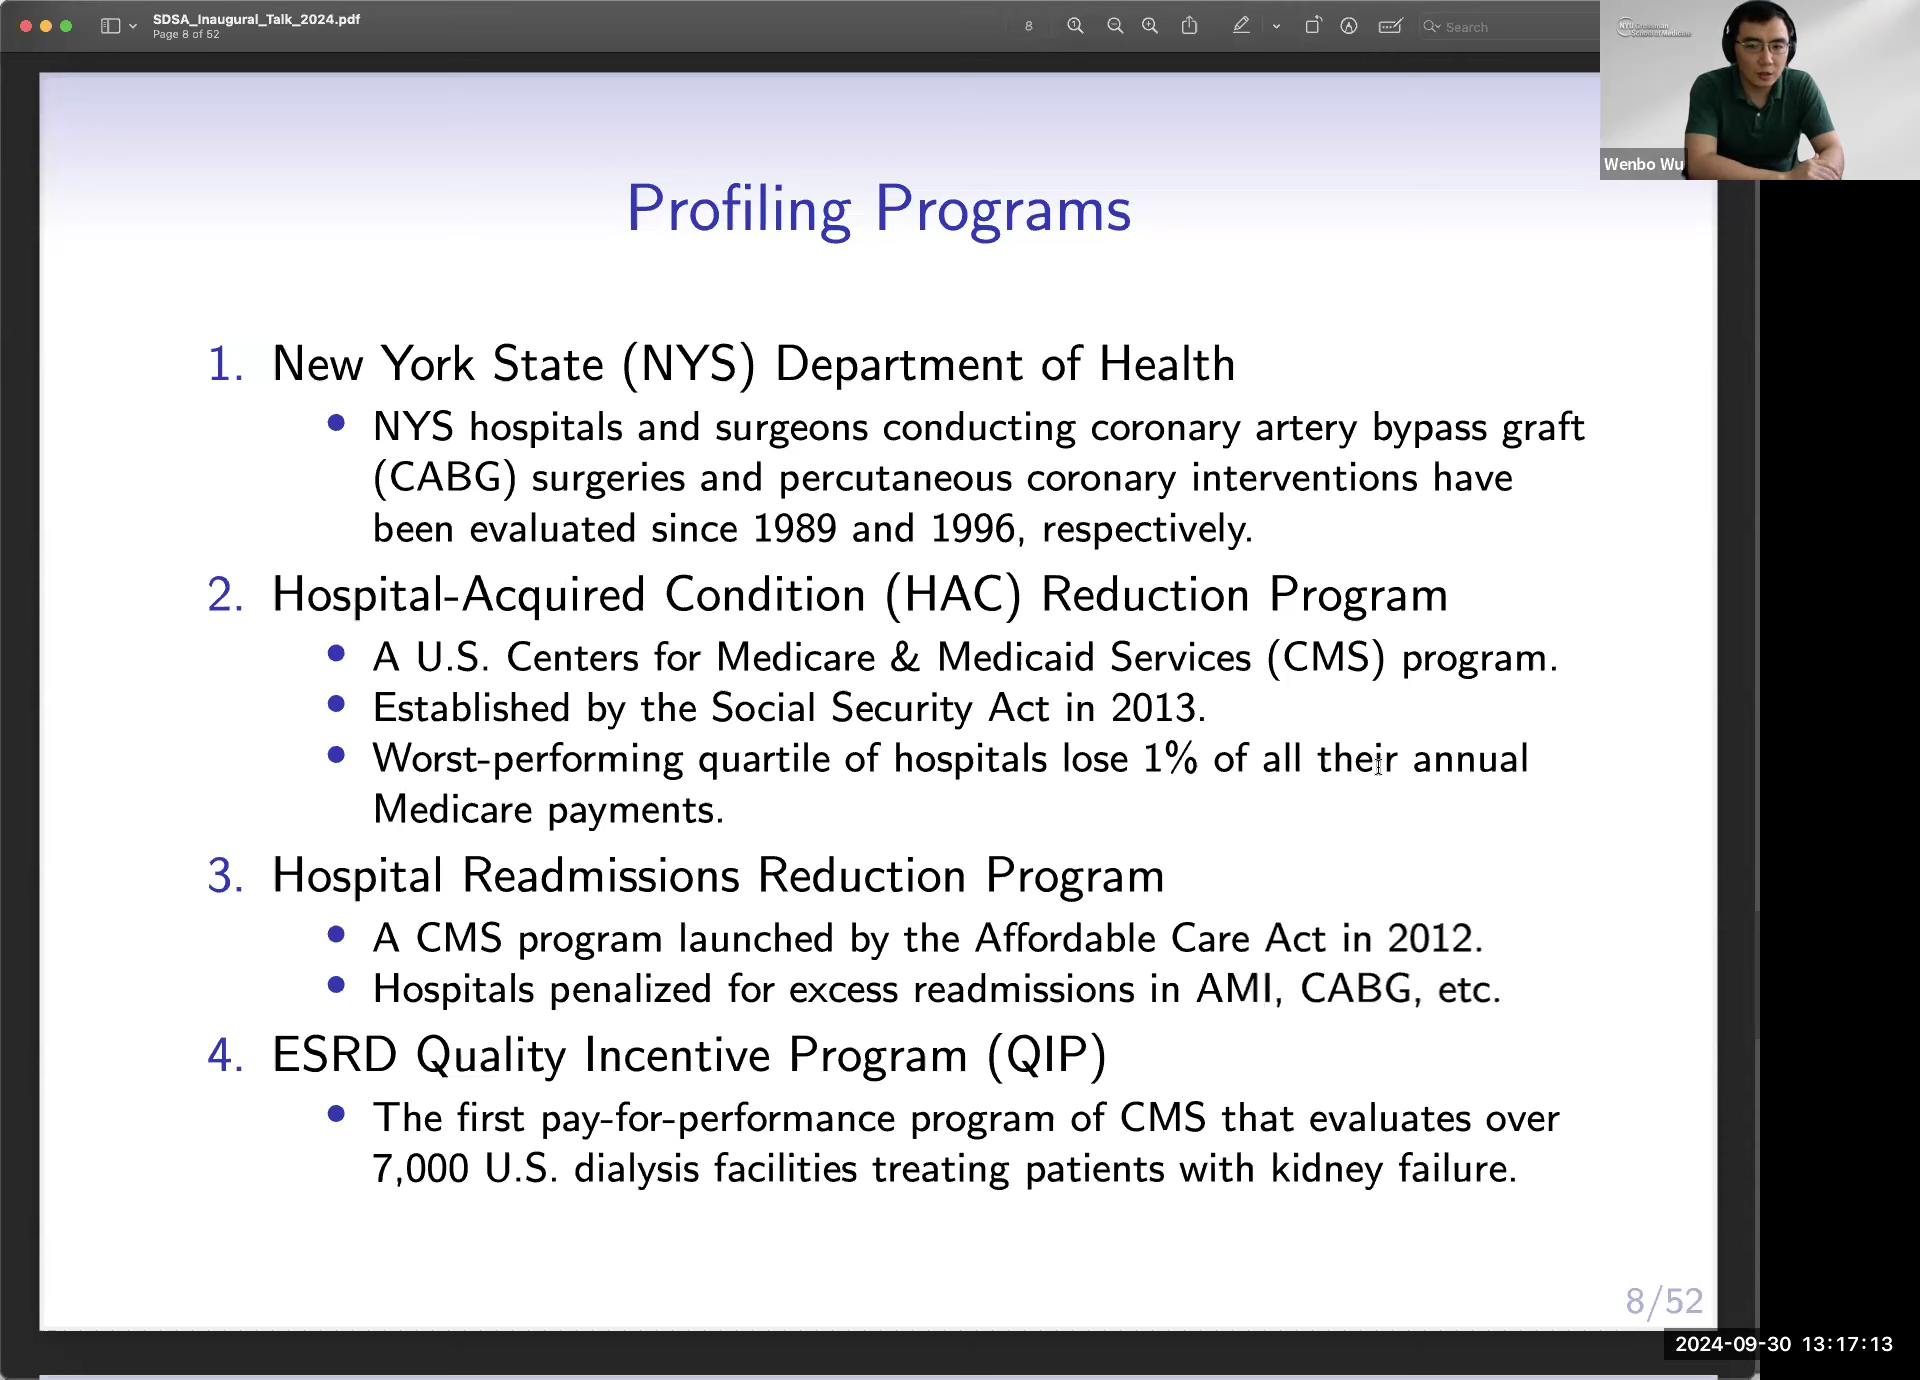 SDSA_Inaugural_Talk_2024.pdf
Page 8 of 52
8
Search
NYU Grossman
School of Medicine
Wenbo Wu
Profiling Programs
1. New York State (NYS) Department of Health
• NYS hospitals and surgeons conducting coronary artery bypass graft
(CABG) surgeries and percutaneous coronary interventions have
been evaluated since 1989 and 1996, respectively.
2. Hospital-Acquired Condition (HAC) Reduction Program
• A U.S. Centers for Medicare & Medicaid Services (CMS) program.
• Established by the Social Security Act in 2013.
• Worst-performing quartile of hospitals lose 1% of all their annual
Medicare payments.
3. Hospital Readmissions Reduction Program
• A CMS program launched by the Affordable Care Act in 2012.
• Hospitals penalized for excess readmissions in AMI, CABG, etc.
4. ESRD Quality Incentive Program (QIP)
• The first pay-for-performance program of CMS that evaluates over
7,000 U.S. dialysis facilities treating patients with kidney failure.
8/52
2024-09-30 13:17:13